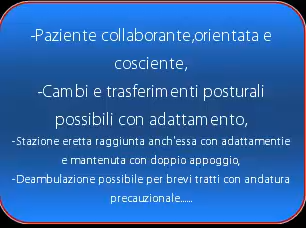 -Paziente collaborante,orientata e
cosciente,
-Cambi e trasferimenti posturali
possibili con adattamento,
-Stazione eretta raggiunta anch'essa con adattamentie
e mantenuta con doppio appoggio,
-Deambulazione possibile per brevi tratti con andatura
precauzionale......